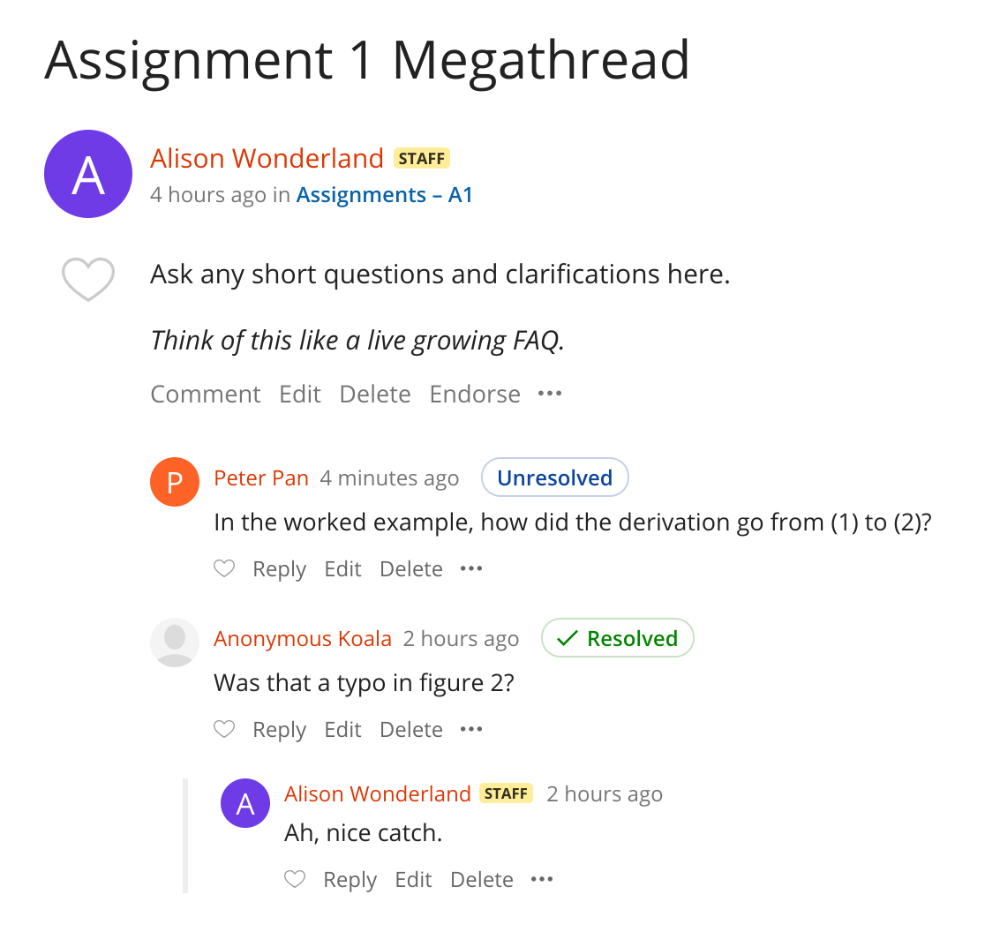 Assignment 1 Megathread
A
Alison Wonderland STAFF
4 hours ago in Assignments – A1
Ask any short questions and clarifications here.
Think of this like a live growing FAQ.
Comment Edit Delete Endorse ···
P
Peter Pan 4 minutes ago Unresolved
In the worked example, how did the derivation go from (1) to (2)?
Reply Edit Delete ···
Anonymous Koala 2 hours ago ✓ Resolved
Was that a typo in figure 2?
Reply Edit Delete ···
A
Alison Wonderland STAFF 2 hours ago
Ah, nice catch.
Reply Edit Delete ···